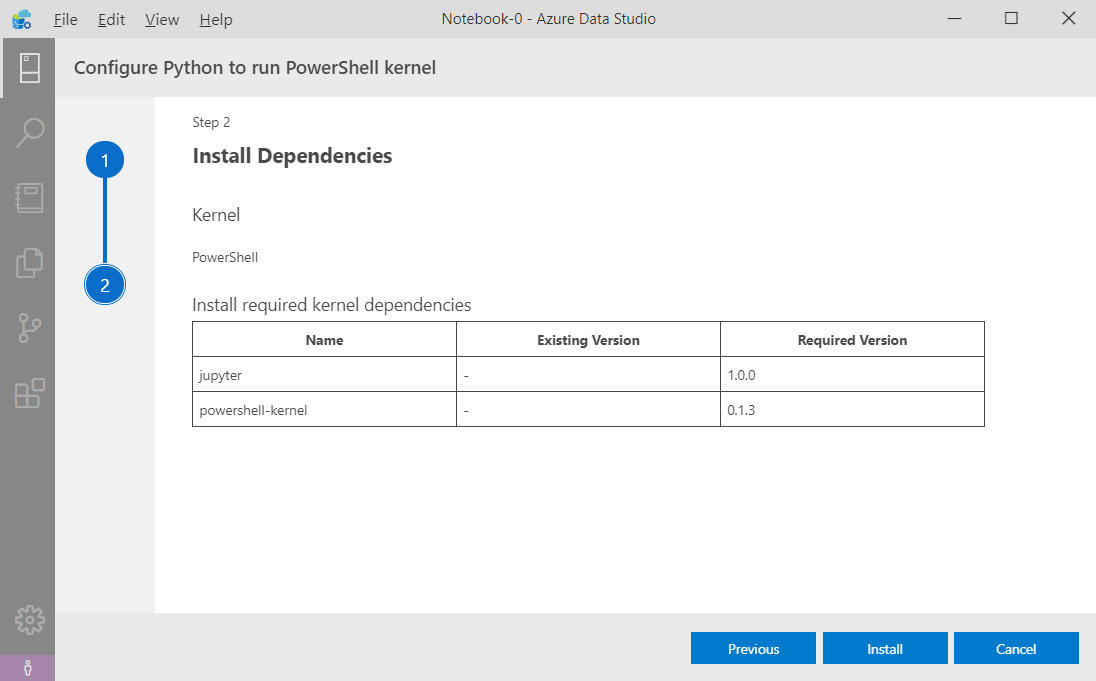 File Edit View Help Notebook-0 - Azure Data Studio
Configure Python to run PowerShell kernel
1
2
Step 2
Install Dependencies
Kernel
PowerShell
Install required kernel dependencies
Name Existing Version Required Version
jupyter - 1.0.0
powershell-kernel - 0.1.3
Previous Install Cancel